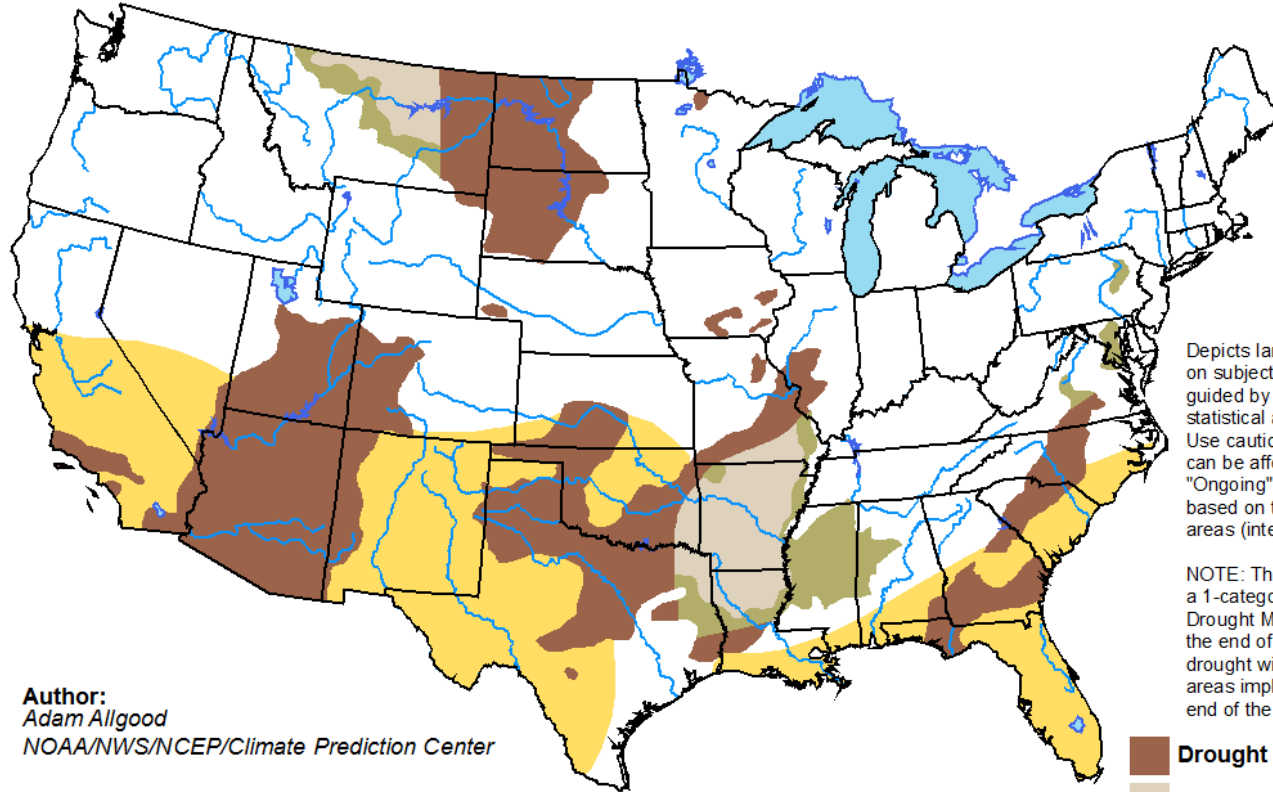 Depicts lar
on subject
guided by
statistical a
Use cautio
can be affe
"Ongoing"
based on t
areas (inte
NOTE: Th
a 1-catego
Drought M
the end of
drought wi
areas impl
end of the
Author:
Adam Allgood
NOAA/NWS/NCEP/Climate Prediction Center
Drought